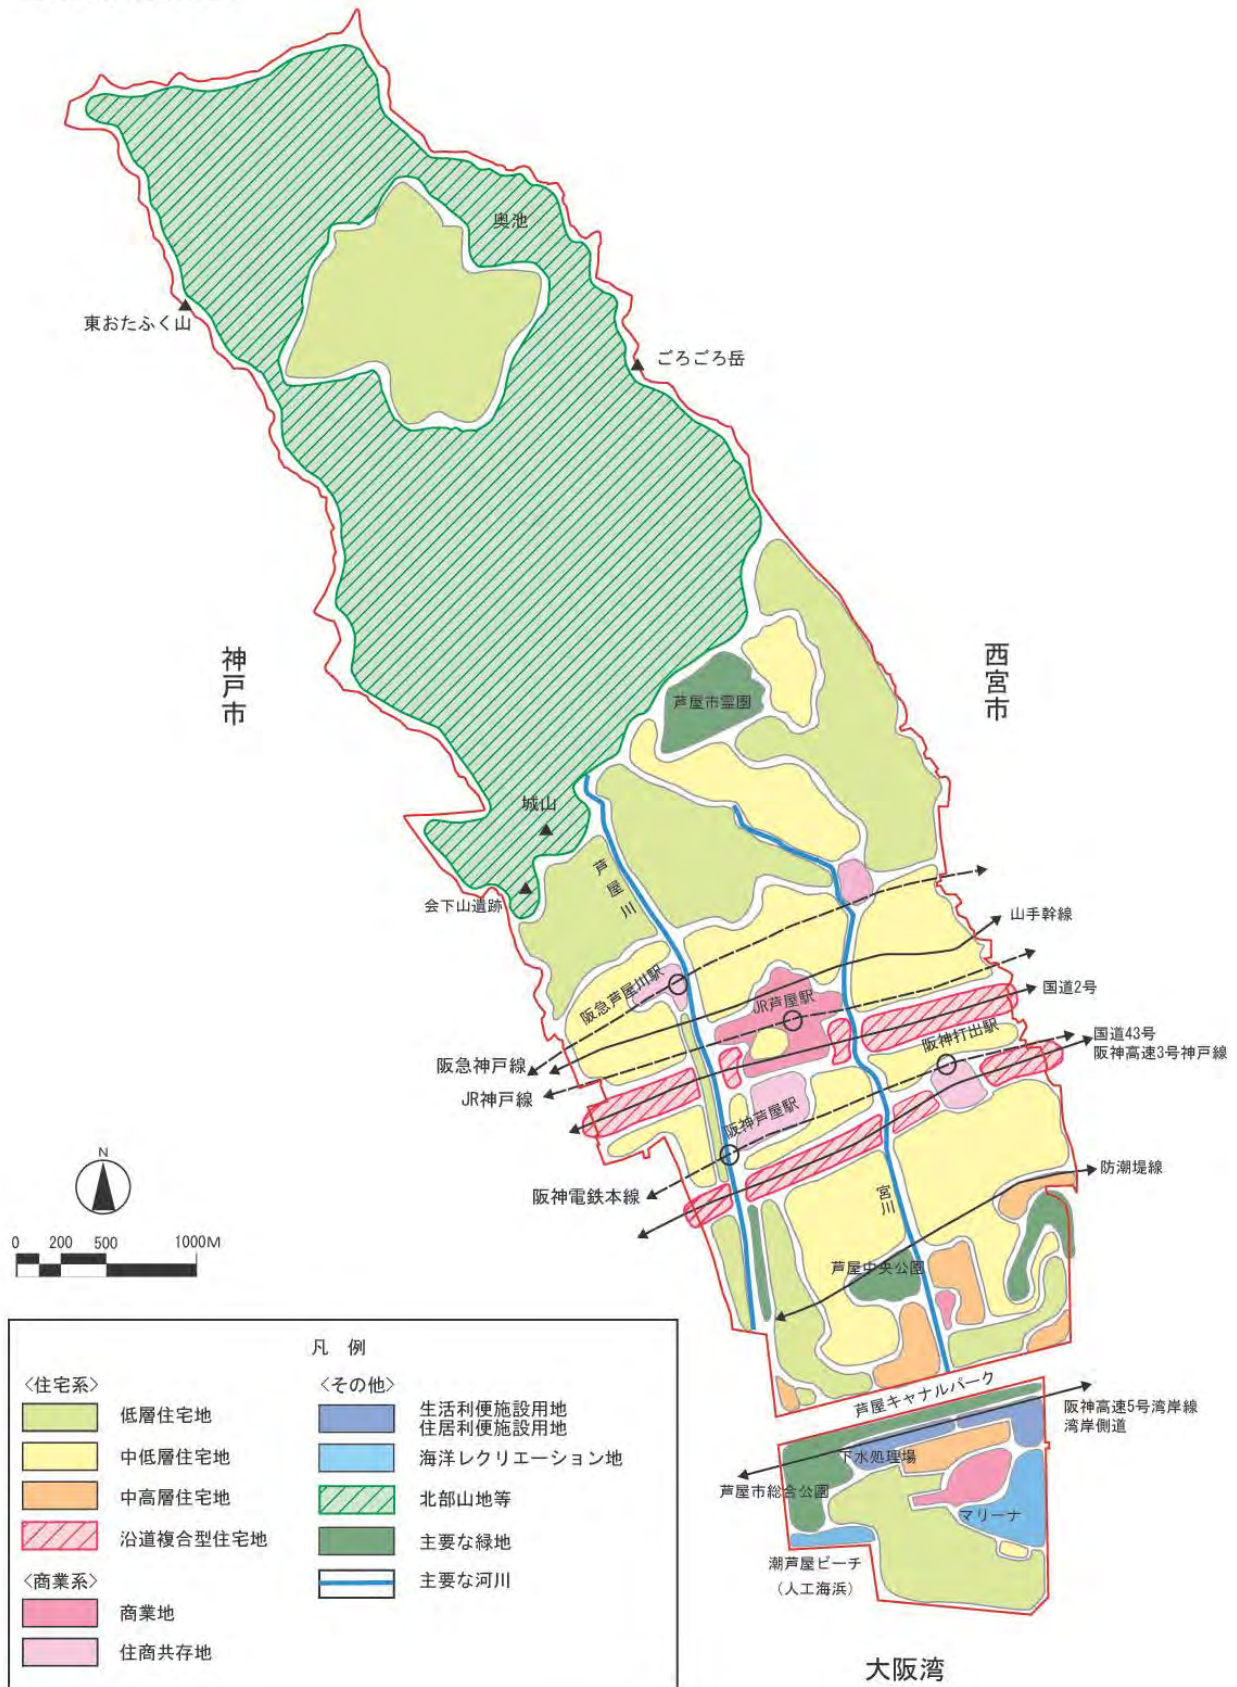 奥池
東おたふく山
ごろごろ岳
神戸市
西宮市
芦屋市霊園
城山
芦屋川
会下山遺跡
山手幹線
阪急芦屋川駅
JR芦屋駅
国道2号
阪神打出駅
国道43号
阪神高速3号神戸線
阪急神戸線
JR神戸線
阪神芦屋駅
防潮堤線
阪神電鉄本線
宮川
N
0 200 500 1000M
芦屋中央公園
芦屋キャナルパーク
阪神高速5号湾岸線
湾岸側道
下水処理場
芦屋市総合公園
マリーナ
潮芦屋ビーチ
（人工海浜）
大阪湾
凡 例
〈住宅系〉
低層住宅地
中低層住宅地
中高層住宅地
沿道複合型住宅地
〈商業系〉
商業地
住商共存地
〈その他〉
生活利便施設用地
住居利便施設用地
海洋レクリエーション地
北部山地等
主要な緑地
主要な河川